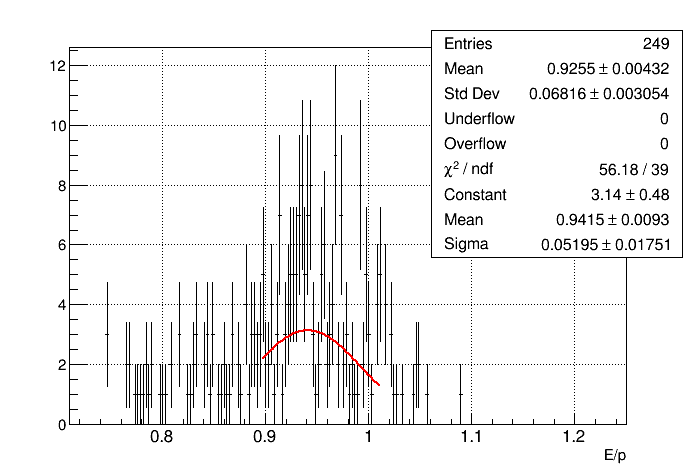 Entries 249
Mean 0.9255 ± 0.00432
Std Dev 0.06816 ± 0.003054
Underflow 0
Overflow 0
χ² / ndf 56.18 / 39
Constant 3.14 ± 0.48
Mean 0.9415 ± 0.0093
Sigma 0.05195 ± 0.01751
12
10
8
6
4
2
0
0.8 0.9 1 1.1 1.2
E/p